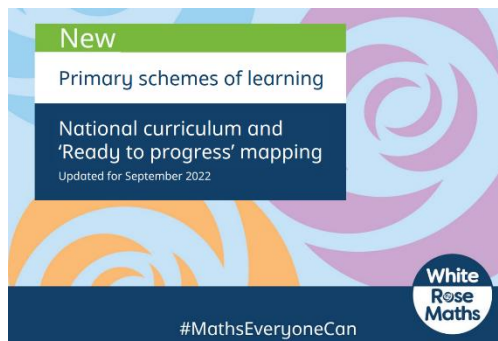 New
Primary schemes of learning
National curriculum and
‘Ready to progress’ mapping
Updated for September 2022
White
Rose
Maths
#MathsEveryoneCan